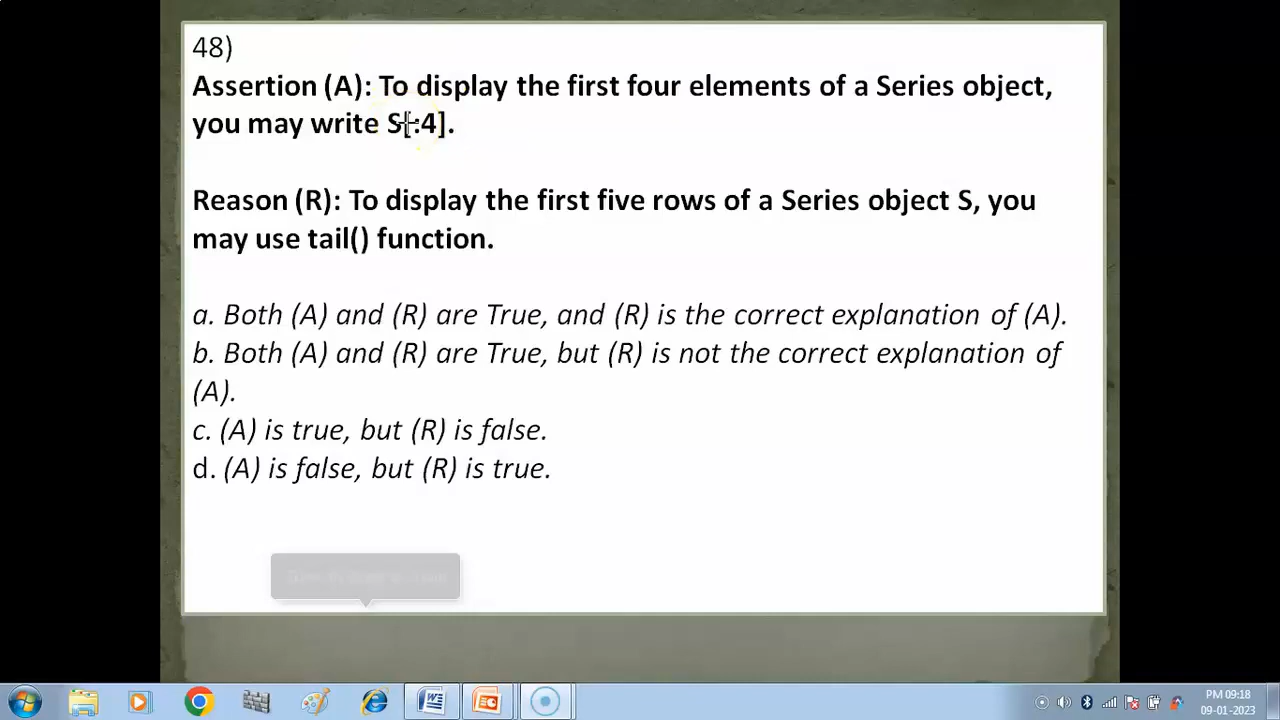 48)
Assertion (A): To display the first four elements of a Series object,
you may write S[:4].
Reason (R): To display the first five rows of a Series object S, you
may use tail() function.
a. Both (A) and (R) are True, and (R) is the correct explanation of (A).
b. Both (A) and (R) are True, but (R) is not the correct explanation of
(A).
c. (A) is true, but (R) is false.
d. (A) is false, but (R) is true.
PM 09:18
09-01-2023